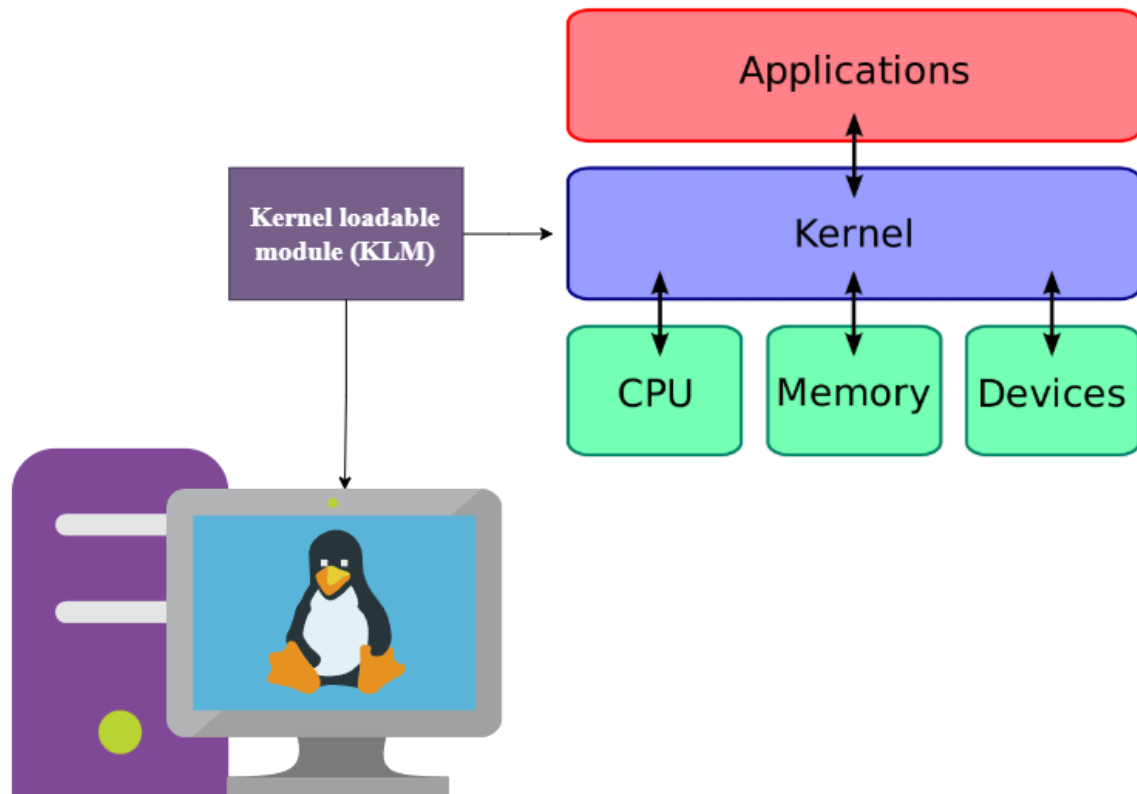 Applications
Kernel loadable
module (KLM)
Kernel
CPU
Memory
Devices